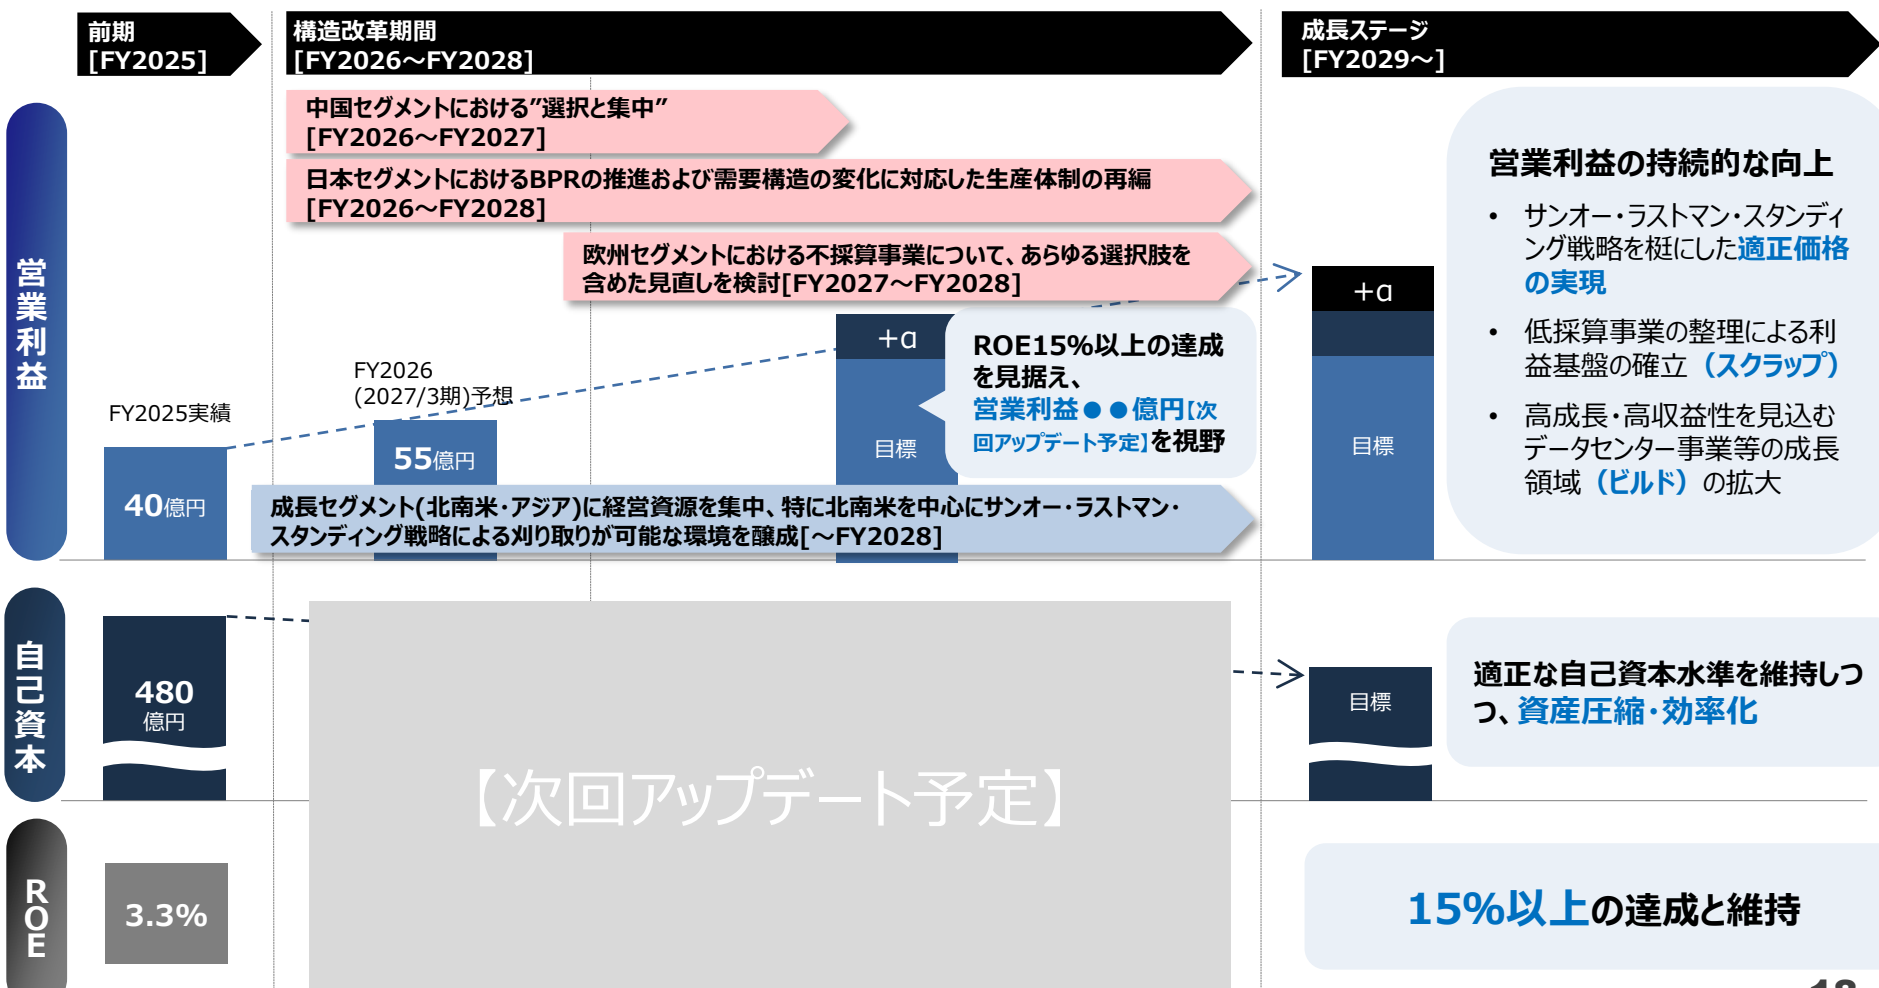 前期
[FY2025]
構造改革期間
[FY2026～FY2028]
成長ステージ
[FY2029～]
中国セグメントにおける”選択と集中”
[FY2026～FY2027]
日本セグメントにおけるBPRの推進および需要構造の変化に対応した生産体制の再編
[FY2026～FY2028]
欧州セグメントにおける不採算事業について、あらゆる選択肢を
含めた見直しを検討[FY2027～FY2028]
営業利益
FY2025実績
40億円
FY2026
(2027/3期)予想
55億円
+α
目標
ROE15%以上の達成
を見据え、
営業利益●●億円【次
回アップデート予定】を視野
+α
目標
成長セグメント(北南米・アジア)に経営資源を集中、特に北南米を中心にサンオー・ラストマン・
スタンディング戦略による刈り取りが可能な環境を醸成[～FY2028]
営業利益の持続的な向上
• サンオー・ラストマン・スタンディ
ング戦略を梃にした適正価格
の実現
• 低採算事業の整理による利
益基盤の確立（スクラップ）
• 高成長・高収益性を見込む
データセンター事業等の成長
領域（ビルド）の拡大
自己資本
480
億円
【次回アップデート予定】
目標
適正な自己資本水準を維持しつ
つ、資産圧縮・効率化
ROE
3.3%
15%以上の達成と維持